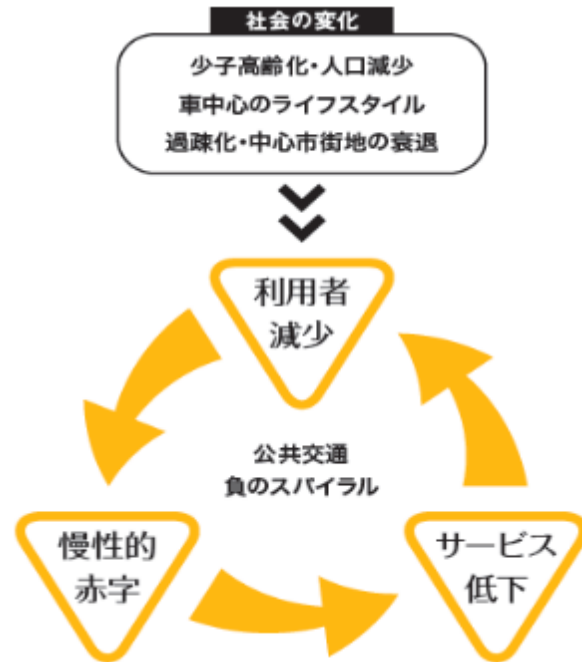 社会の変化
少子高齢化・人口減少
車中心のライフスタイル
過疎化・中心市街地の衰退
利用者
減少
公共交通
負のスパイラル
慢性的
赤字
サービス
低下